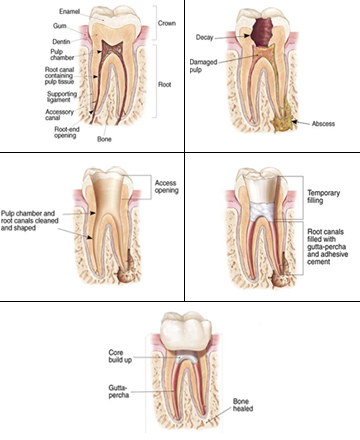 Enamel
Gum
Crown
Dentin
Pulp
chamber
Root canal
containing
pulp tissue
Root
Supporting
ligament
Accessory
canal
Root-end
opening
Bone
Decay
Damaged
pulp
Abscess
Access
opening
Pulp chamber and
root canals cleaned
and shaped
Temporary
filling
Root canals
filled with
gutta-percha
and adhesive
cement
Core
build up
Gutta-
percha
Bone
healed